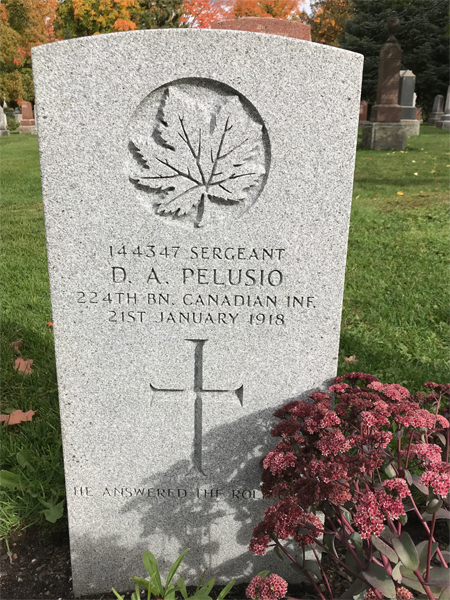 144347 SERGEANT
D. A. PELUSIO
224TH BN. CANADIAN INF.
21ST JANUARY 1918
HE ANSWERED THE ROLL